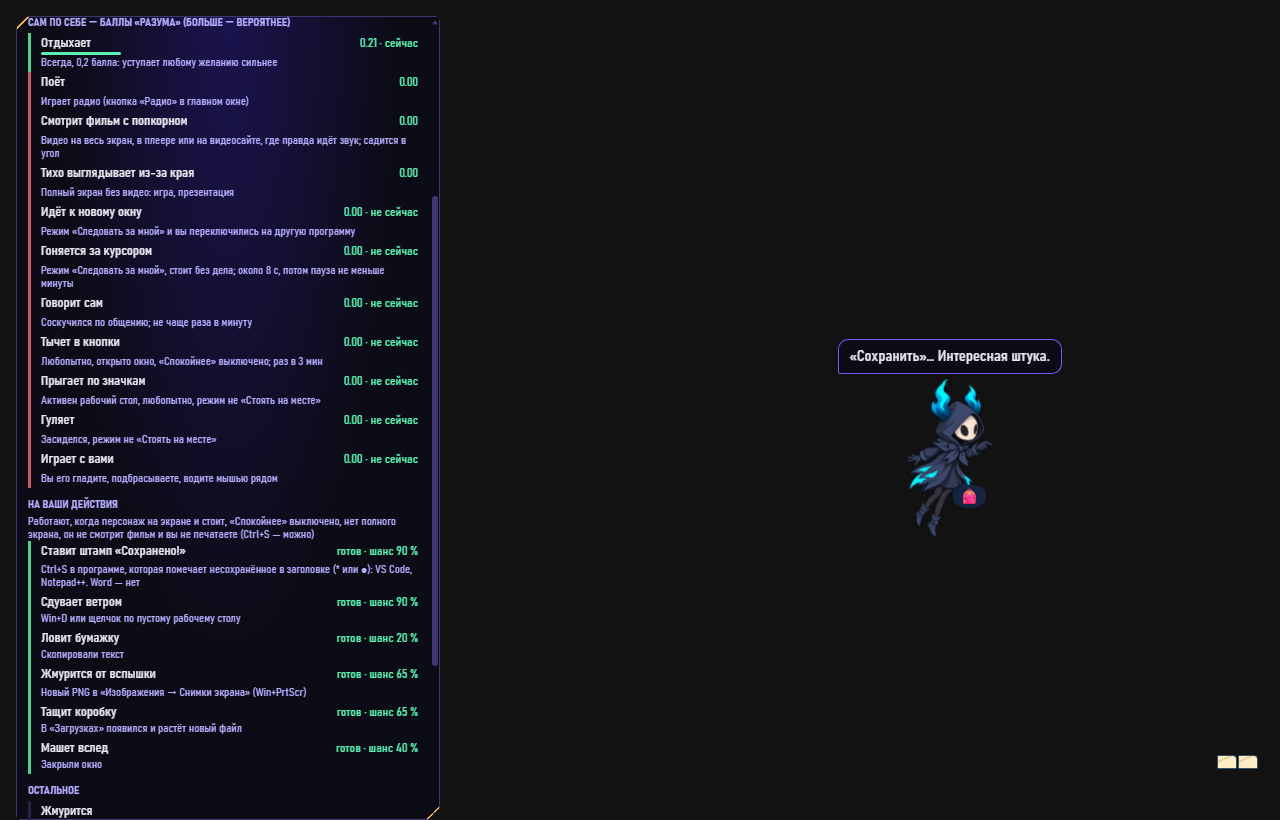 САМ ПО СЕБЕ — БАЛЛЫ «РАЗУМА» (БОЛЬШЕ — ВЕРОЯТНЕЕ)
Отдыхает 0.21 · сейчас
Всегда, 0,2 балла: уступает любому желанию сильнее
Поёт 0.00
Играет радио (кнопка «Радио» в главном окне)
Смотрит фильм с попкорном 0.00
Видео на весь экран, в плеере или на видеосайте, где правда идёт звук; садится в
угол
Тихо выглядывает из-за края 0.00
Полный экран без видео: игра, презентация
Идёт к новому окну 0.00 · не сейчас
Режим «Следовать за мной» и вы переключились на другую программу
Гоняется за курсором 0.00 · не сейчас
Режим «Следовать за мной», стоит без дела; около 8 с, потом пауза не меньше
минуты
Говорит сам 0.00 · не сейчас
Соскучился по общению; не чаще раза в минуту
Тычет в кнопки 0.00 · не сейчас
Любопытно, открыто окно, «Спокойнее» выключено; раз в 3 мин
Прыгает по значкам 0.00 · не сейчас
Активен рабочий стол, любопытно, режим не «Стоять на месте»
Гуляет 0.00 · не сейчас
Засиделся, режим не «Стоять на месте»
Играет с вами 0.00 · не сейчас
Вы его гладите, подбрасываете, водите мышью рядом
НА ВАШИ ДЕЙСТВИЯ
Работают, когда персонаж на экране и стоит, «Спокойнее» выключено, нет полного
экрана, он не смотрит фильм и вы не печатаете (Ctrl+S — можно)
Ставит штамп «Сохранено!» готов · шанс 90 %
Ctrl+S в программе, которая помечает несохранённое в заголовке (* или ●): VS Code,
Notepad++. Word — нет
Сдувает ветром готов · шанс 90 %
Win+D или щелчок по пустому рабочему столу
Ловит бумажку готов · шанс 20 %
Скопировали текст
Жмурится от вспышки готов · шанс 65 %
Новый PNG в «Изображения → Снимки экрана» (Win+PrtScr)
Тащит коробку готов · шанс 65 %
В «Загрузках» появился и растёт новый файл
Машет вслед готов · шанс 40 %
Закрыли окно
ОСТАЛЬНОЕ
Жмурится
«Сохранить»… Интересная штука.